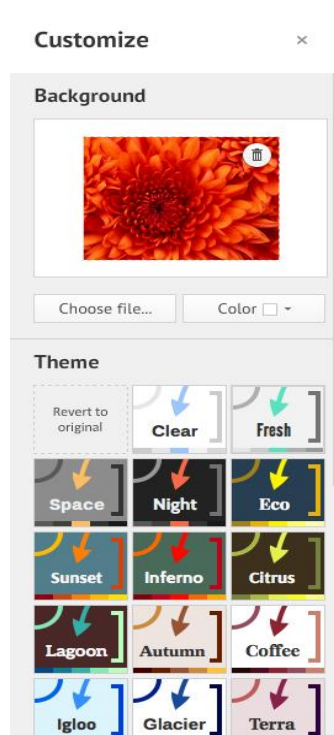 Customize
Background
Choose file...
Color
Theme
Revert to
original
Clear
Fresh
Space
Night
Eco
Sunset
Inferno
Citrus
Lagoon
Autumn
Coffee
Igloo
Glacier
Terra